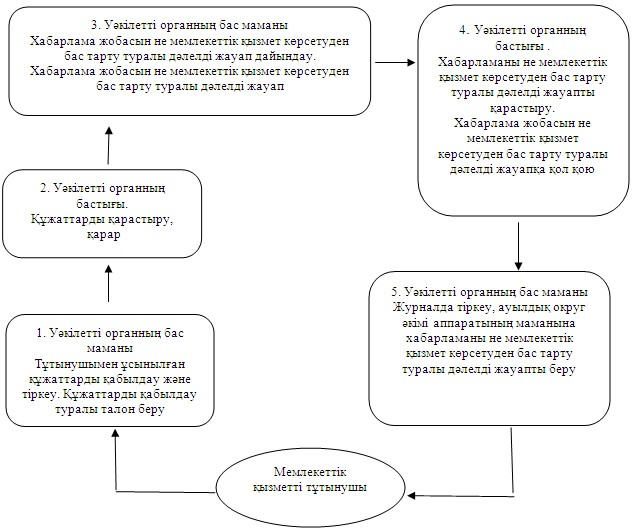 3. Уәкілетті органның бас маманы
Хабарлама жобасын не мемлекеттік қызмет көрсетуден
бас тарту туралы дәлелді жауап дайындау.
Хабарлама жобасын не мемлекеттік қызмет көрсетуден
бас тарту туралы дәлелді жауап
4. Уәкілетті органның
бастығы .
Хабарламаны не мемлекеттік
қызмет көрсетуден бас тарту
туралы дәлелді жауапты
қарастыру.
Хабарлама жобасын не
мемлекеттік қызмет
көрсетуден бас тарту туралы
дәлелді жауапқа қол қою
2. Уәкілетті органның
бастығы.
Құжаттарды қарастыру,
қарар
5. Уәкілетті органның бас маманы
Журналда тіркеу, ауылдық округ
әкімі аппаратының маманына
хабарламаны не мемлекеттік
қызмет көрсетуден бас тарту
туралы дәлелді жауапты беру
1. Уәкілетті органның бас
маманы
Тұтынушымен ұсынылған
құжаттарды қабылдау және
тіркеу. Құжаттарды қабылдау
туралы талон беру
Мемлекеттік
қызметті тұтынушы